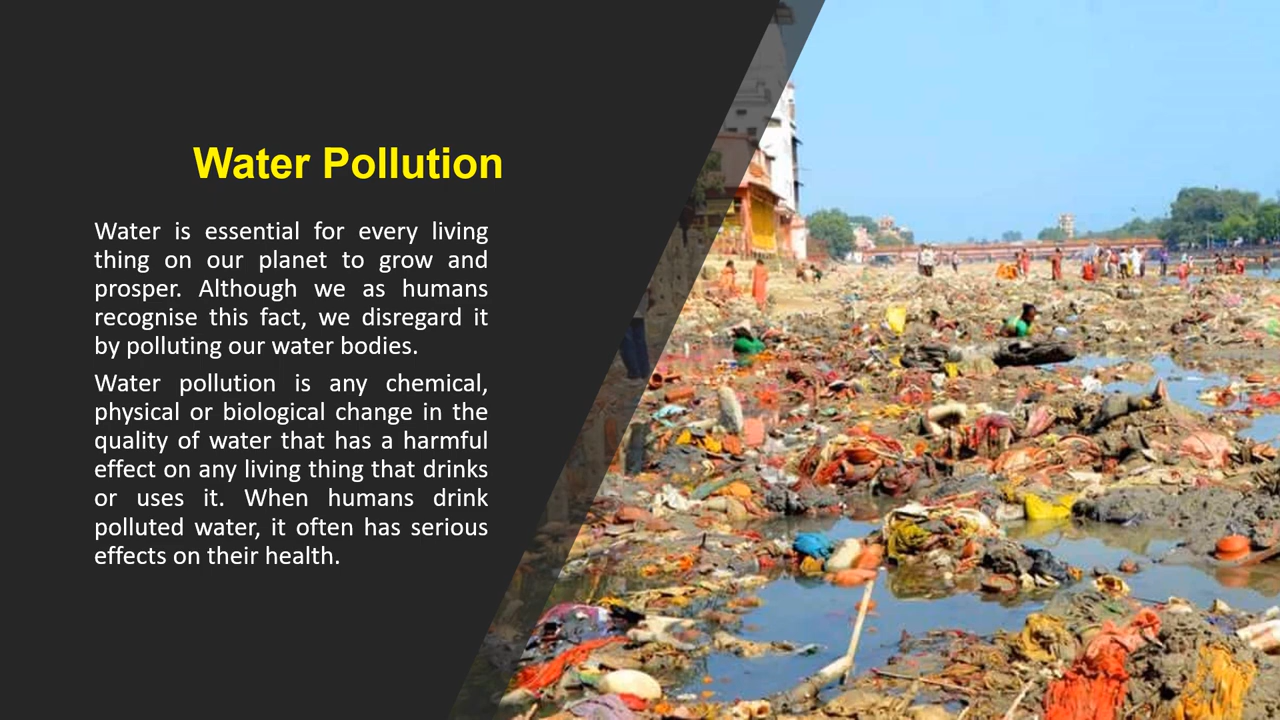 Water Pollution
Water is essential for every living
thing on our planet to grow and
prosper. Although we as humans
recognise this fact, we disregard it
by polluting our water bodies.
Water pollution is any chemical,
physical or biological change in the
quality of water that has a harmful
effect on any living thing that drinks
or uses it. When humans drink
polluted water, it often has serious
effects on their health.